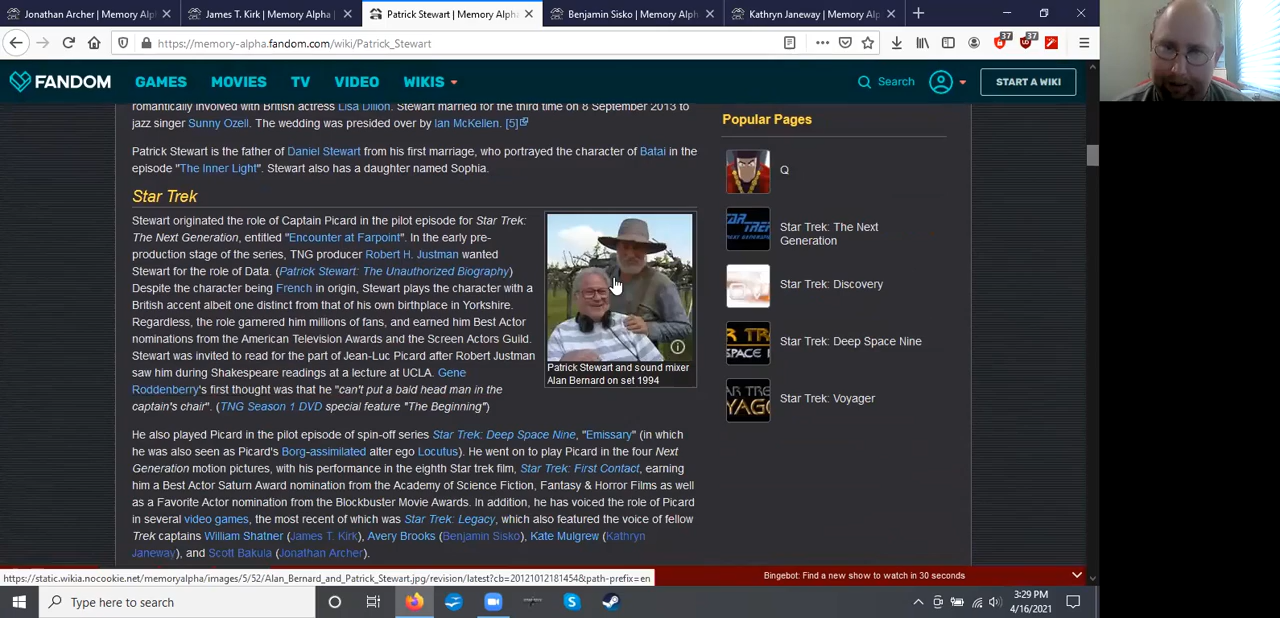 Jonathan Archer | Memory Alpha
James T. Kirk | Memory Alpha
Patrick Stewart | Memory Alpha
Benjamin Sisko | Memory Alph
Kathryn Janeway | Memory Alp
https://memory-alpha.fandom.com/wiki/Patrick_Stewart
37
37
FANDOM
GAMES
MOVIES
TV
VIDEO
WIKIS
Search
START A WIKI
romantically involved with British actress Lisa Dillon. Stewart married for the third time on 8 September 2013 to
jazz singer Sunny Ozell. The wedding was presided over by Ian McKellen. [5]
Patrick Stewart is the father of Daniel Stewart from his first marriage, who portrayed the character of Batai in the
episode "The Inner Light". Stewart also has a daughter named Sophia.
Star Trek
Stewart originated the role of Captain Picard in the pilot episode for Star Trek:
The Next Generation, entitled "Encounter at Farpoint". In the early pre-
production stage of the series, TNG producer Robert H. Justman wanted
Stewart for the role of Data. (Patrick Stewart: The Unauthorized Biography)
Despite the character being French in origin, Stewart plays the character with a
British accent albeit one distinct from that of his own birthplace in Yorkshire.
Regardless, the role garnered him millions of fans, and earned him Best Actor
nominations from the American Television Awards and the Screen Actors Guild.
Stewart was invited to read for the part of Jean-Luc Picard after Robert Justman
saw him during Shakespeare readings at a lecture at UCLA. Gene
Roddenberry's first thought was that he "can't put a bald head man in the
captain's chair". (TNG Season 1 DVD special feature "The Beginning")
Patrick Stewart and sound mixer
Alan Bernard on set 1994
He also played Picard in the pilot episode of spin-off series Star Trek: Deep Space Nine, "Emissary" (in which
he was also seen as Picard's Borg-assimilated alter ego Locutus). He went on to play Picard in the four Next
Generation motion pictures, with his performance in the eighth Star trek film, Star Trek: First Contact, earning
him a Best Actor Saturn Award nomination from the Academy of Science Fiction, Fantasy & Horror Films as well
as a Favorite Actor nomination from the Blockbuster Movie Awards. In addition, he has voiced the role of Picard
in several video games, the most recent of which was Star Trek: Legacy, which also featured the voice of fellow
Trek captains William Shatner (James T. Kirk), Avery Brooks (Benjamin Sisko), Kate Mulgrew (Kathryn
Janeway), and Scott Bakula (Jonathan Archer).
Popular Pages
Q
Star Trek: The Next
Generation
Star Trek: Discovery
Star Trek: Deep Space Nine
Star Trek: Voyager
https://static.wikia.nocookie.net/memoryalpha/images/5/52/Alan_Bernard_and_Patrick_Stewart.jpg/revision/latest?cb=20121012181454&path-prefix=en
Bingebot: Find a new show to watch in 30 seconds
Type here to search
3:29 PM
4/16/2021